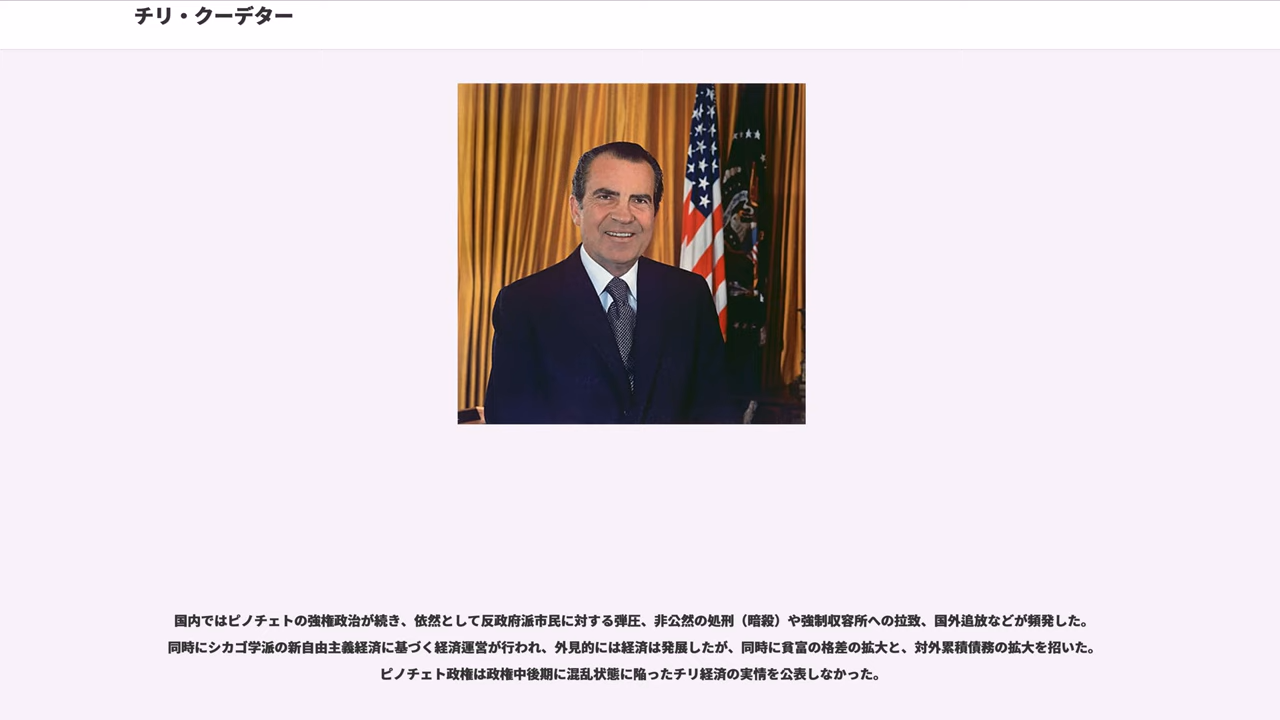 チリ・クーデター
国内ではピノチェトの強権政治が続き、依然として反政府派市民に対する弾圧、非公然の処刑（暗殺）や強制収容所への拉致、国外追放などが頻発した。
同時にシカゴ学派の新自由主義経済に基づく経済運営が行われ、外見的には経済は発展したが、同時に貧富の格差の拡大と、対外累積債務の拡大を招いた。
ピノチェト政権は政権中後期に混乱状態に陥ったチリ経済の実情を公表しなかった。